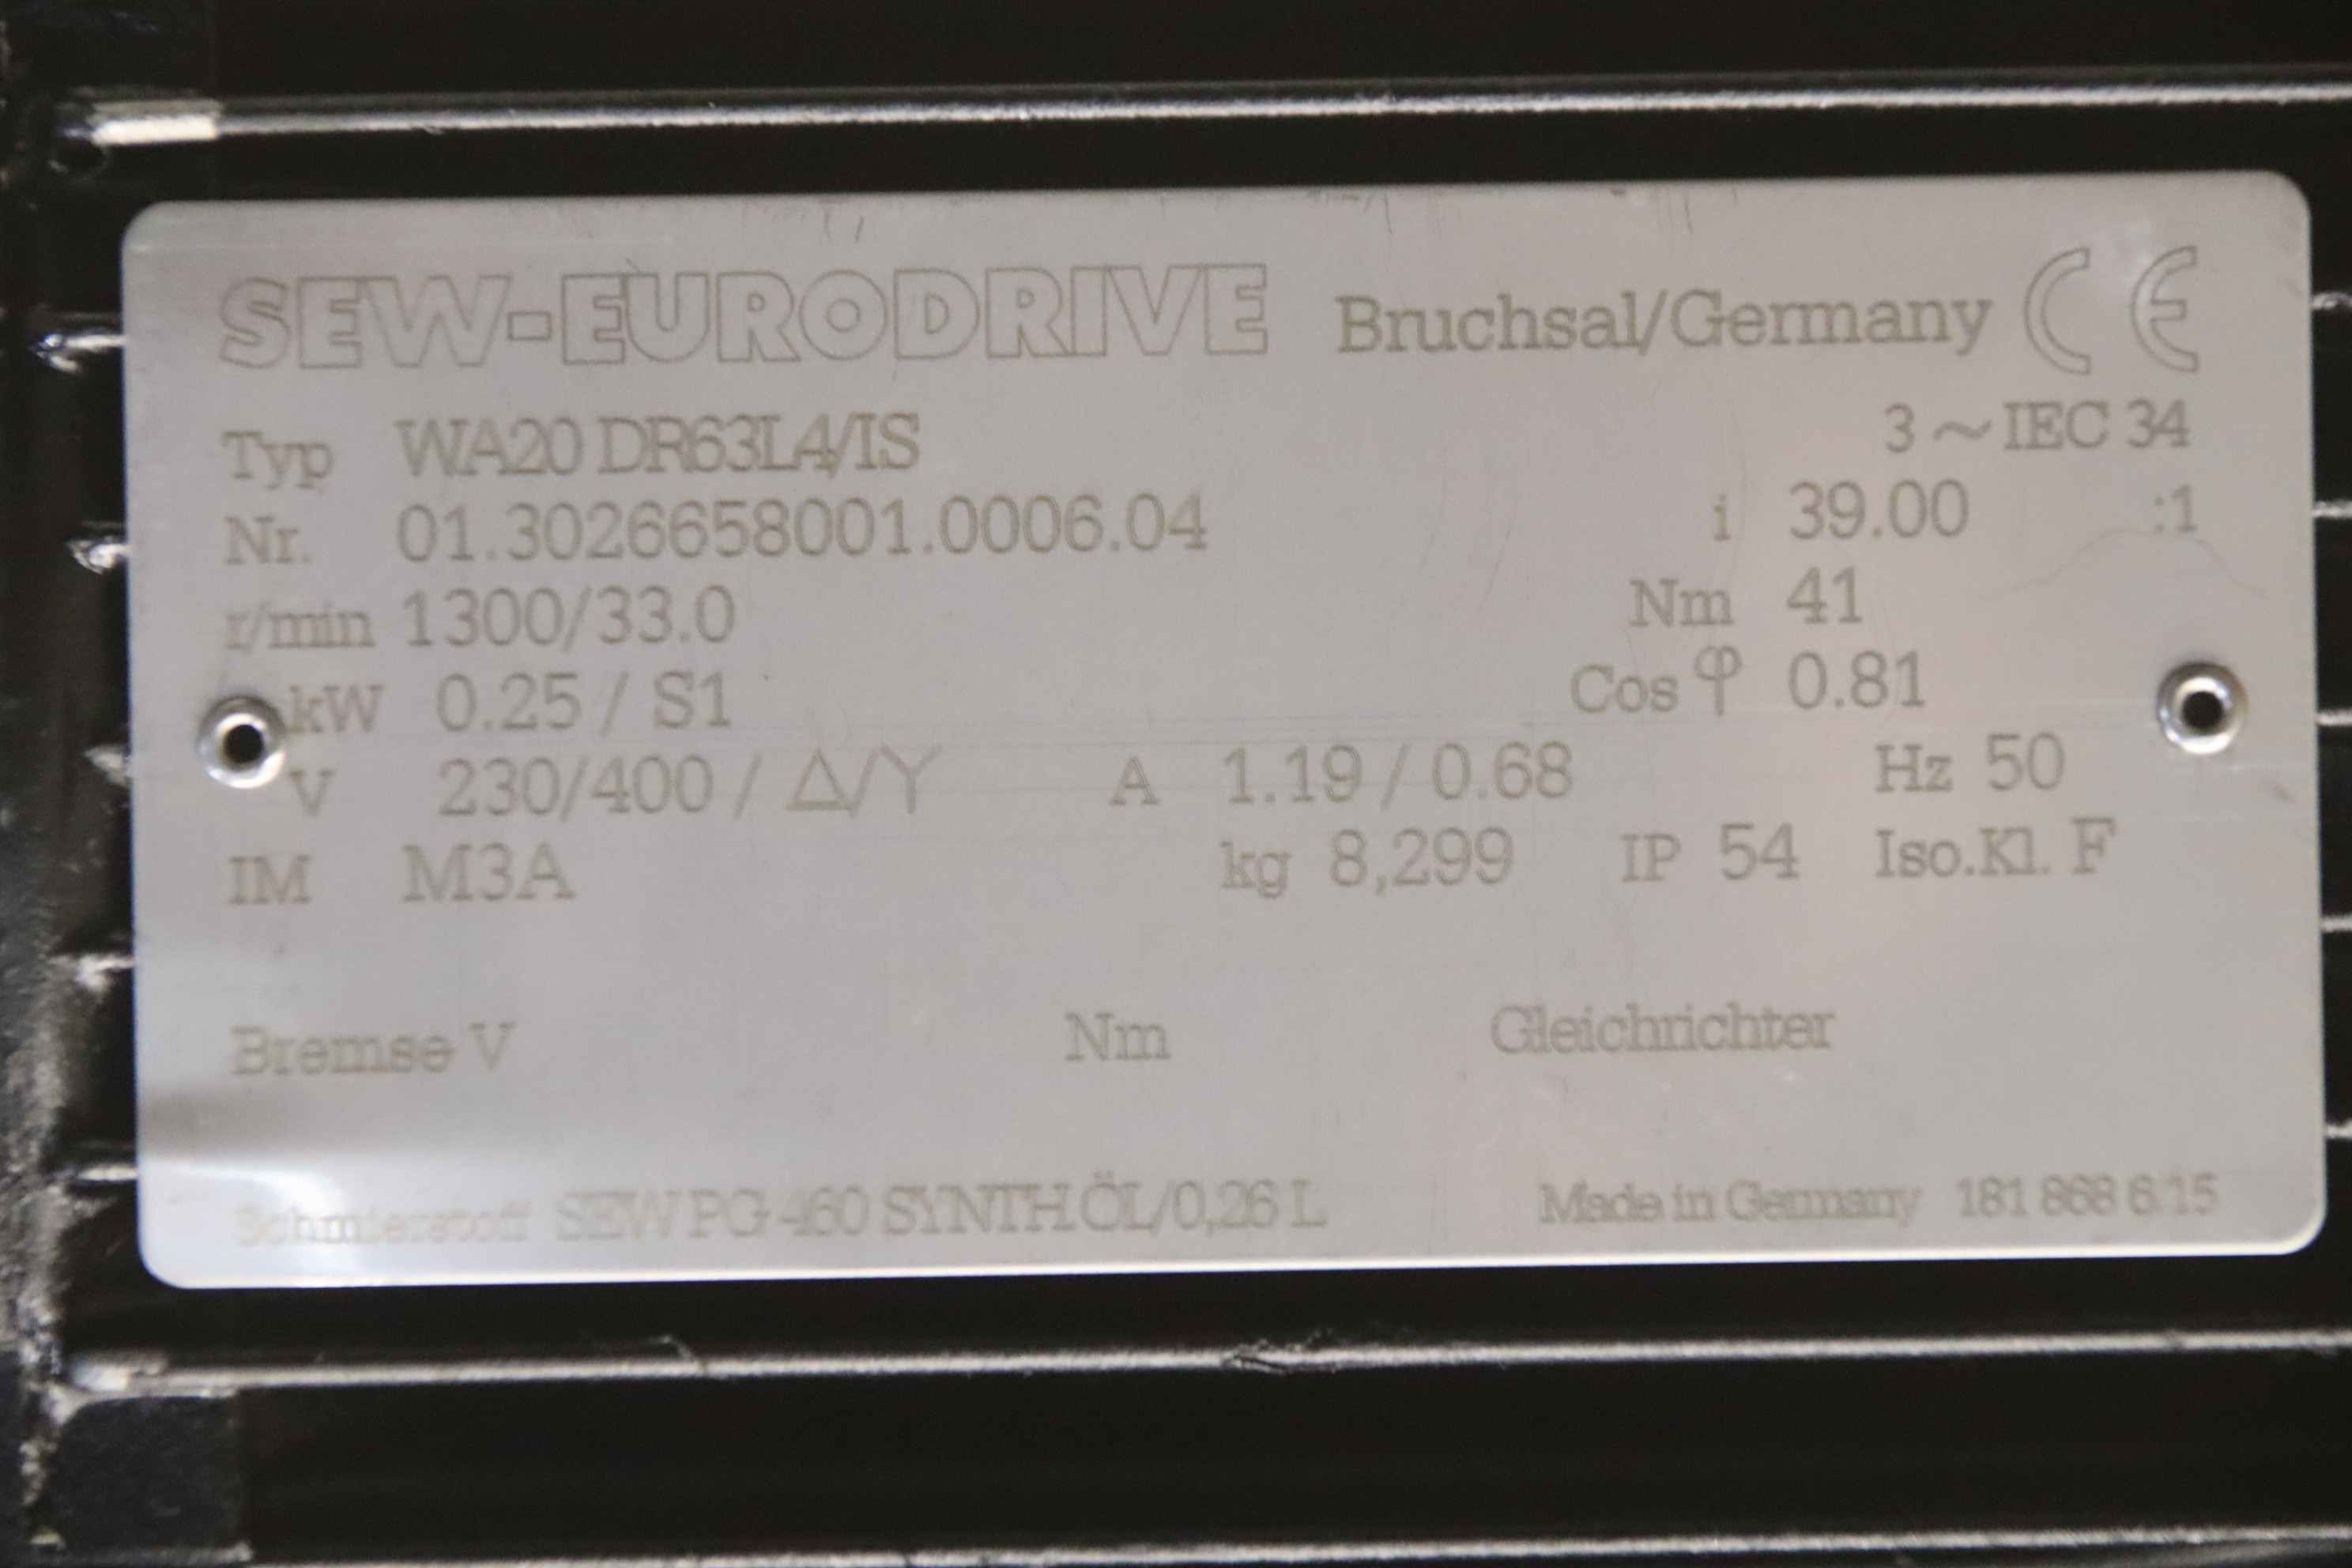 SEW-EURODRIVE Bruchsal/Germany CE
Typ WA20 DR63L4/IS 3~IEC 34
Nr. 01.3026658001.0006.04 i 39.00 :1
r/min 1300/33.0 Nm 41
kW 0.25 / S1 Cos φ 0.81
V 230/400 / Δ/Y A 1.19 / 0.68 Hz 50
IM M3A kg 8,299 IP 54 Iso.Kl. F
Bremse V Nm Gleichrichter
Schmierstoff SEW PG-460 SYNTH.ÖL/0,26 L Made in Germany 181 868 6.15